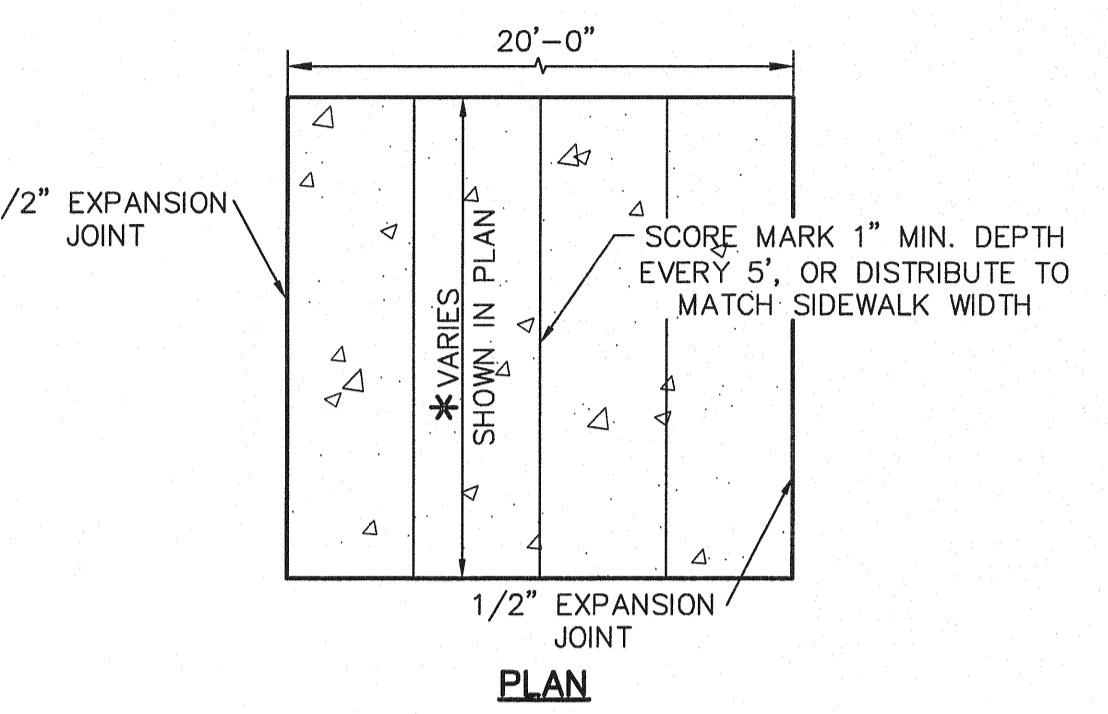 20'-0"
/2" EXPANSION
JOINT
SCORE MARK 1" MIN. DEPTH
EVERY 5', OR DISTRIBUTE TO
MATCH SIDEWALK WIDTH
*VARIES
SHOWN IN PLAN
1/2" EXPANSION
JOINT
PLAN